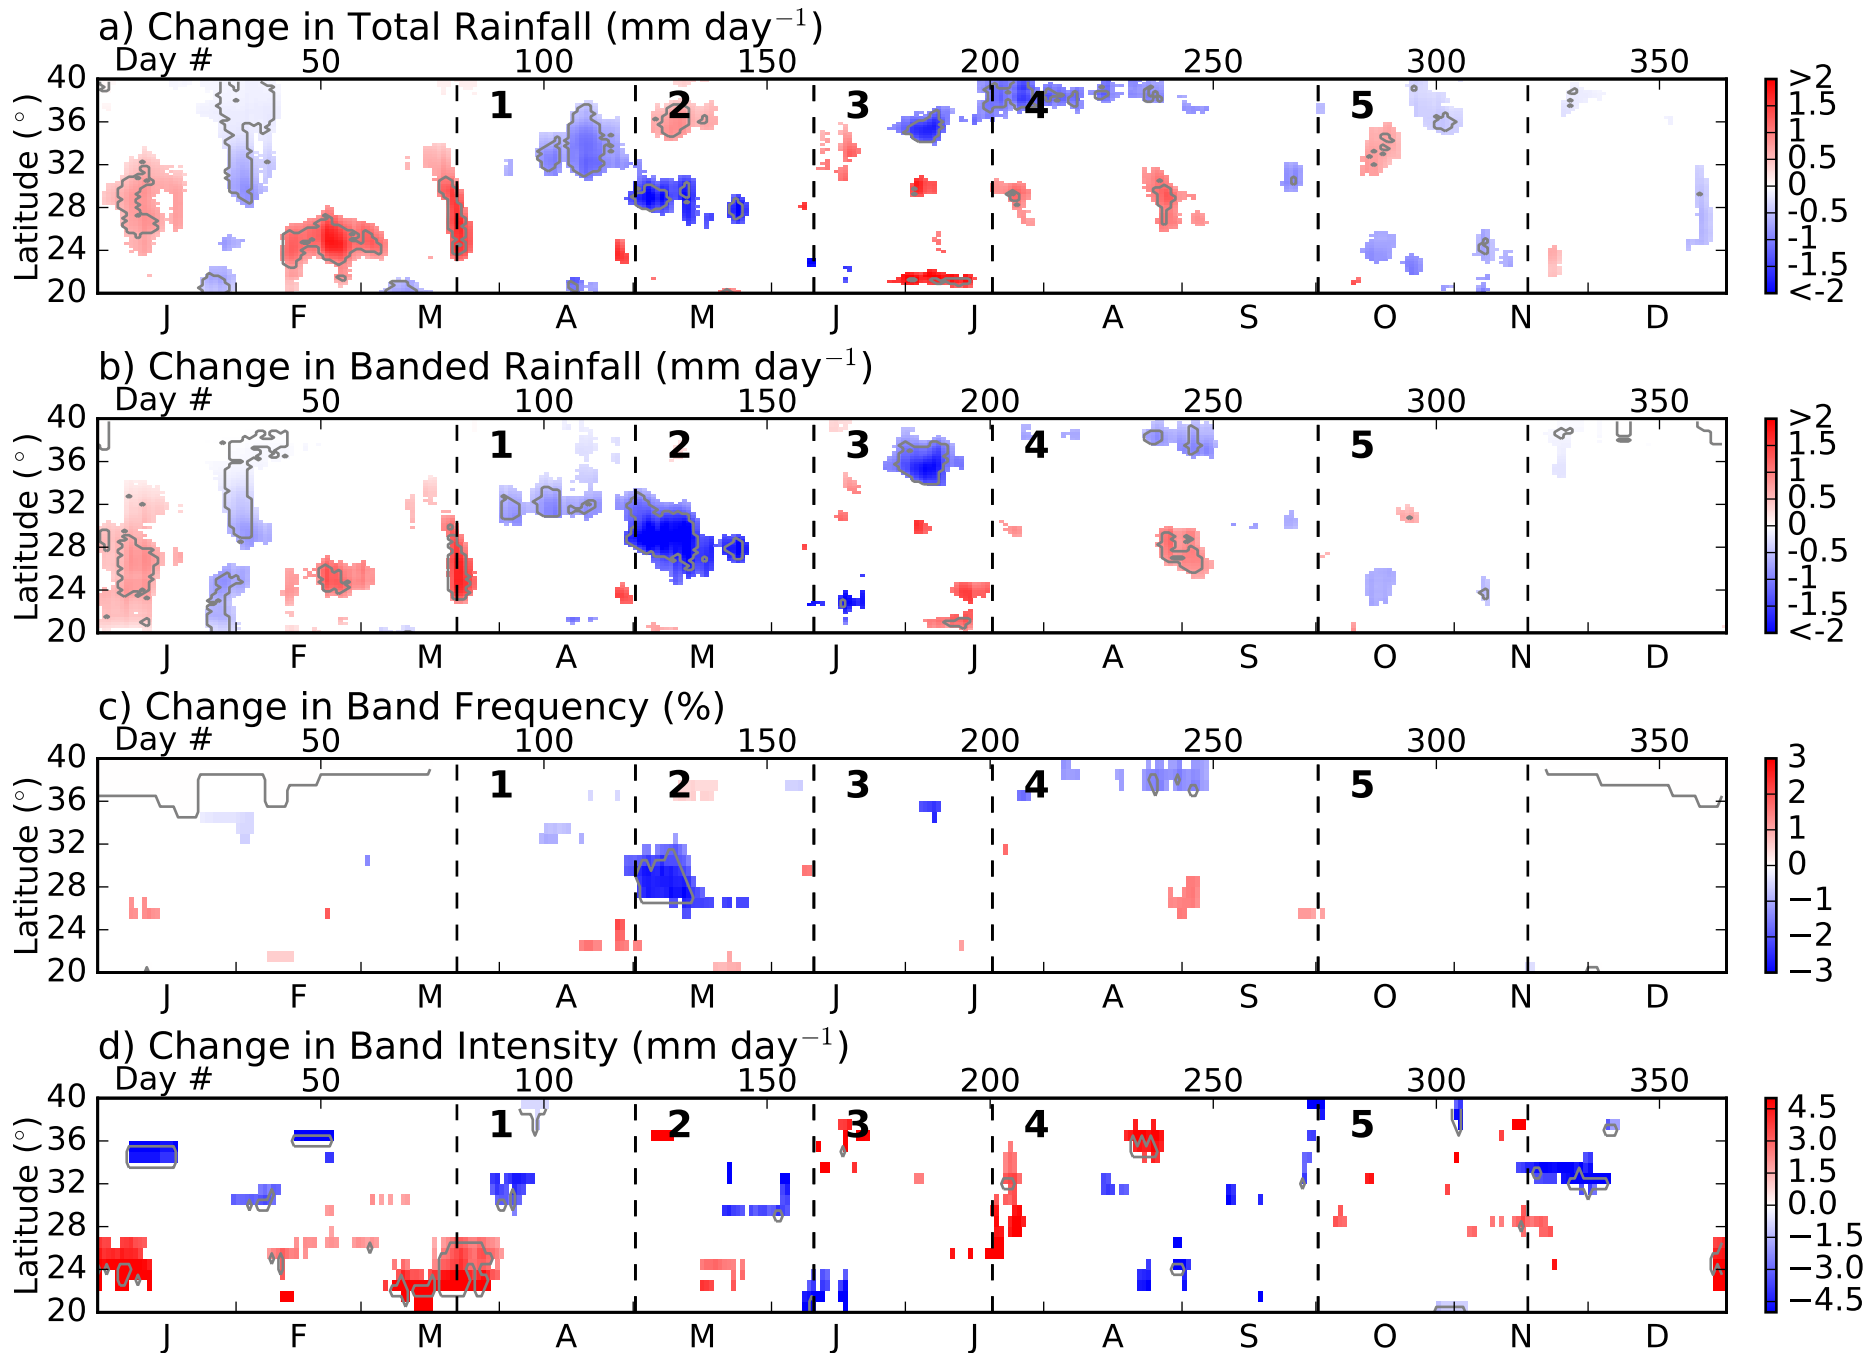 a) Change in Total Rainfall (mm day⁻¹)
Day # 50 100 150 200 250 300 350
40 36 32 28 24 20
Latitude (°)
1 2 3 4 5
J F M A M J J A S O N D
>2 1.5 1 0.5 0 -0.5 -1 -1.5 <-2
b) Change in Banded Rainfall (mm day⁻¹)
Day # 50 100 150 200 250 300 350
40 36 32 28 24 20
Latitude (°)
1 2 3 4 5
J F M A M J J A S O N D
>2 1.5 1 0.5 0 -0.5 -1 -1.5 <-2
c) Change in Band Frequency (%)
Day # 50 100 150 200 250 300 350
40 36 32 28 24 20
Latitude (°)
1 2 3 4 5
J F M A M J J A S O N D
3 2 1 0 −1 −2 −3
d) Change in Band Intensity (mm day⁻¹)
Day # 50 100 150 200 250 300 350
40 36 32 28 24 20
Latitude (°)
1 2 3 4 5
J F M A M J J A S O N D
4.5 3.0 1.5 0.0 −1.5 −3.0 −4.5